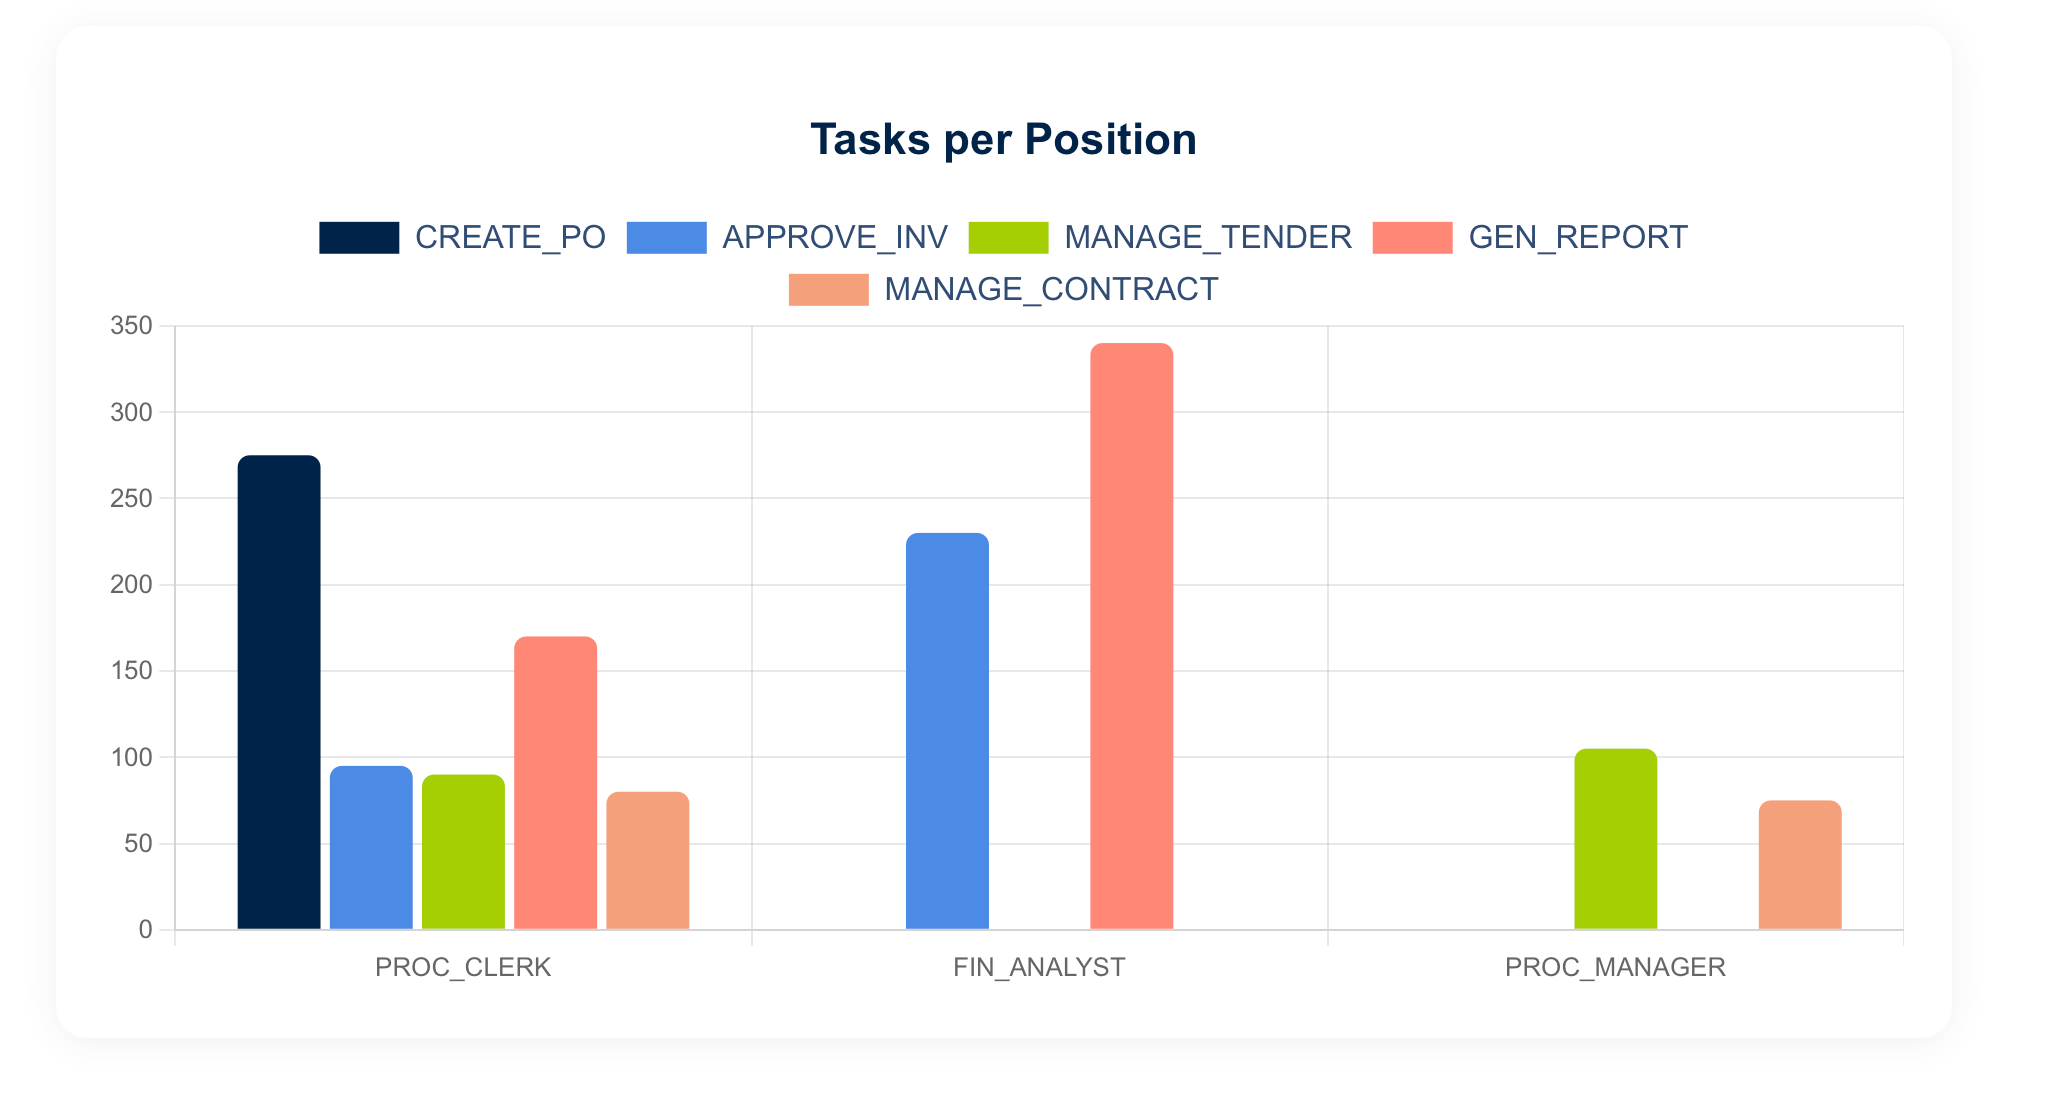 Tasks per Position
CREATE_PO APPROVE_INV MANAGE_TENDER GEN_REPORT
MANAGE_CONTRACT
350
300
250
200
150
100
50
0
PROC_CLERK FIN_ANALYST PROC_MANAGER